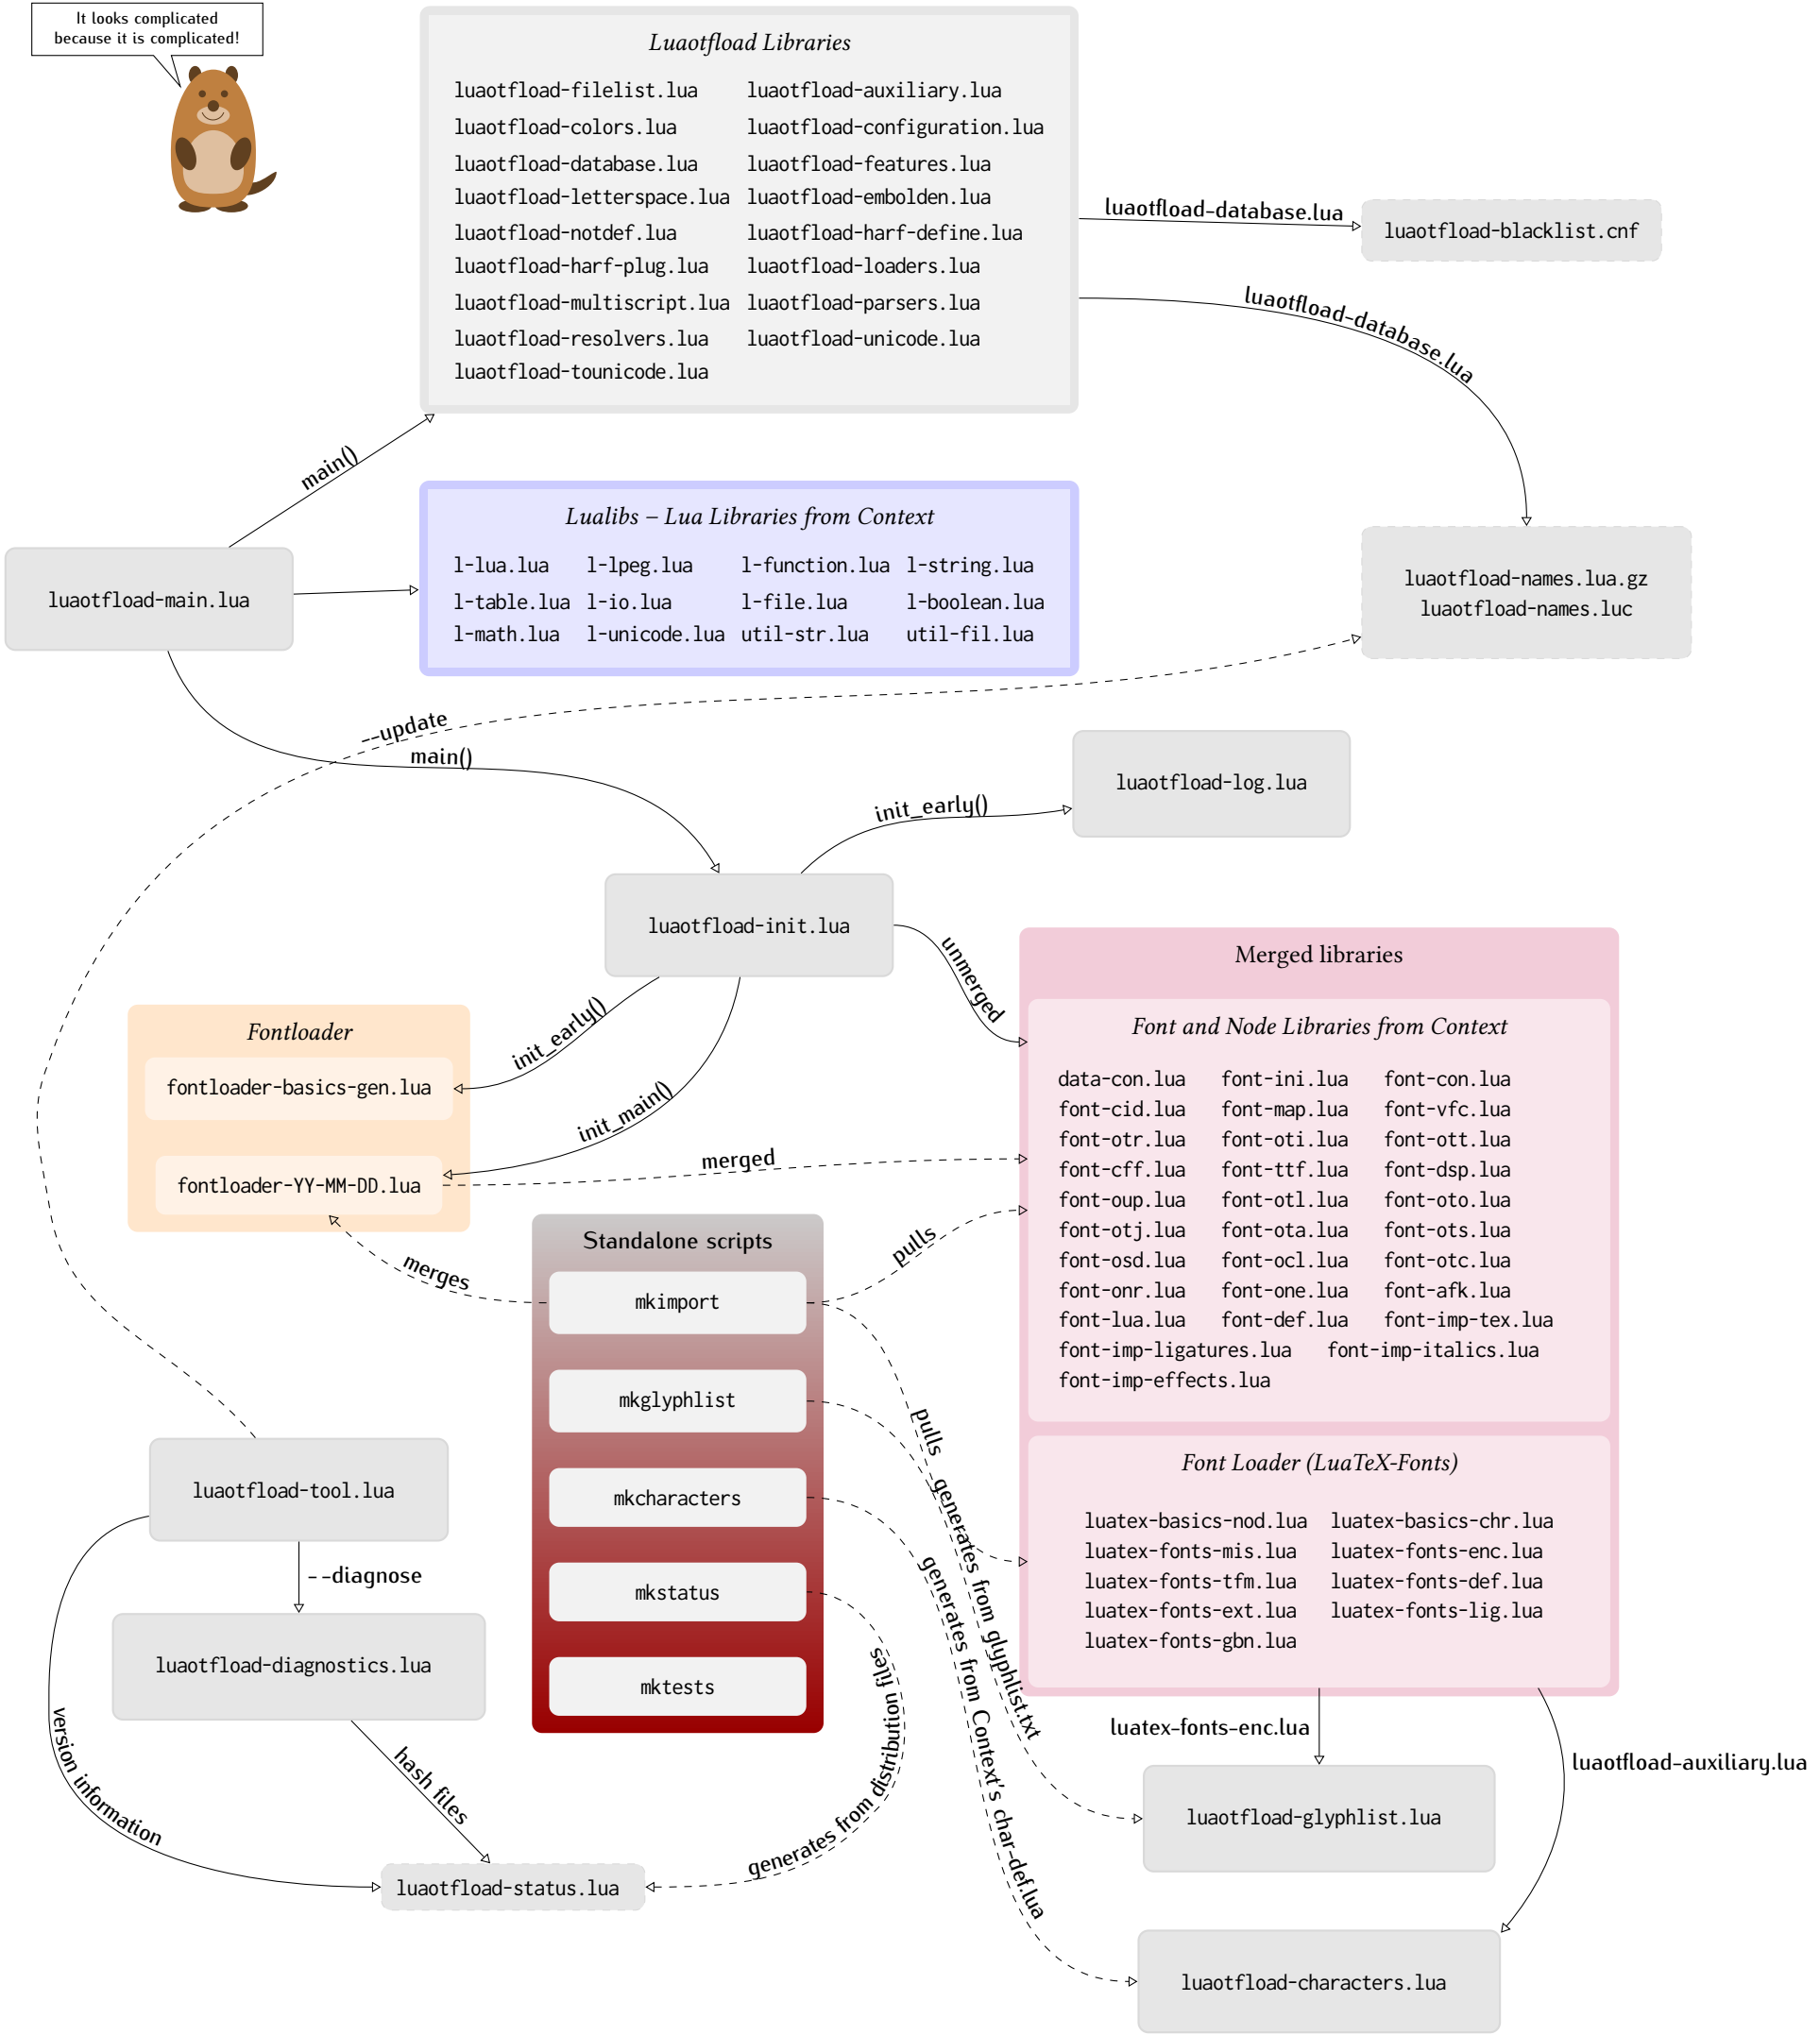 It looks complicated
because it is complicated!
Luaotfload Libraries
luaotfload-filelist.lua luaotfload-auxiliary.lua
luaotfload-colors.lua luaotfload-configuration.lua
luaotfload-database.lua luaotfload-features.lua
luaotfload-letterspace.lua luaotfload-embolden.lua
luaotfload-notdef.lua luaotfload-harf-define.lua
luaotfload-harf-plug.lua luaotfload-loaders.lua
luaotfload-multiscript.lua luaotfload-parsers.lua
luaotfload-resolvers.lua luaotfload-unicode.lua
luaotfload-tounicode.lua
luaotfload-database.lua
luaotfload-blacklist.cnf
luaotfload-database.lua
main()
Lualibs – Lua Libraries from Context
l-lua.lua l-lpeg.lua l-function.lua l-string.lua
l-table.lua l-io.lua l-file.lua l-boolean.lua
l-math.lua l-unicode.lua util-str.lua util-fil.lua
luaotfload-main.lua
luaotfload-names.lua.gz
luaotfload-names.luc
--update
main()
luaotfload-log.lua
init_early()
luaotfload-init.lua
unmerged
init_early()
init_main()
Fontloader
fontloader-basics-gen.lua
fontloader-YY-MM-DD.lua
merged
merges
pulls
Merged libraries
Font and Node Libraries from Context
data-con.lua font-ini.lua font-con.lua
font-cid.lua font-map.lua font-vfc.lua
font-otr.lua font-oti.lua font-ott.lua
font-cff.lua font-ttf.lua font-dsp.lua
font-oup.lua font-otl.lua font-oto.lua
font-otj.lua font-ota.lua font-ots.lua
font-osd.lua font-ocl.lua font-otc.lua
font-onr.lua font-one.lua font-afk.lua
font-lua.lua font-def.lua font-imp-tex.lua
font-imp-ligatures.lua font-imp-italics.lua
font-imp-effects.lua
Font Loader (LuaTeX-Fonts)
luatex-basics-nod.lua luatex-basics-chr.lua
luatex-fonts-mis.lua luatex-fonts-enc.lua
luatex-fonts-tfm.lua luatex-fonts-def.lua
luatex-fonts-ext.lua luatex-fonts-lig.lua
luatex-fonts-gbn.lua
Standalone scripts
mkimport
mkglyphlist
mkcharacters
mkstatus
mktests
pulls
generates from glyphlist.txt
generates from Context's char-def.lua
generates from distribution files
luaotfload-tool.lua
--diagnose
luaotfload-diagnostics.lua
version information
hash files
luaotfload-status.lua
luatex-fonts-enc.lua
luaotfload-auxiliary.lua
luaotfload-glyphlist.lua
luaotfload-characters.lua